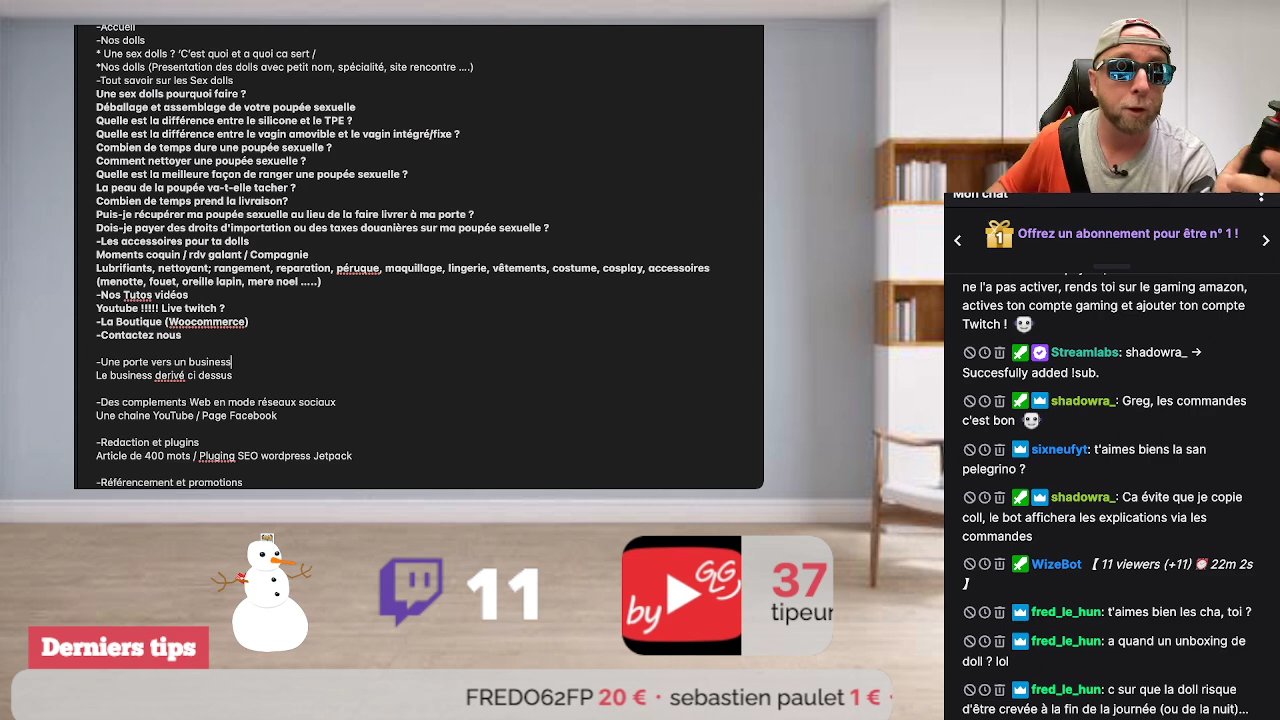 -Accueil
-Nos dolls
* Une sex dolls ? 'C'est quoi et a quoi ca sert /
*Nos dolls (Presentation des dolls avec petit nom, spécialité, site rencontre ....)
-Tout savoir sur les Sex dolls
Une sex dolls pourquoi faire ?
Déballage et assemblage de votre poupée sexuelle
Quelle est la différence entre le silicone et le TPE ?
Quelle est la différence entre le vagin amovible et le vagin intégré/fixe ?
Combien de temps dure une poupée sexuelle ?
Comment nettoyer une poupée sexuelle ?
Quelle est la meilleure façon de ranger une poupée sexuelle ?
La peau de la poupée va-t-elle tacher ?
Combien de temps prend la livraison?
Puis-je récupérer ma poupée sexuelle au lieu de la faire livrer à ma porte ?
Dois-je payer des droits d'importation ou des taxes douanières sur ma poupée sexuelle ?
-Les accessoires pour ta dolls
Moments coquin / rdv galant / Compagnie
Lubrifiants, nettoyant; rangement, reparation, péruque, maquillage, lingerie, vêtements, costume, cosplay, accessoires
(menotte, fouet, oreille lapin, mere noel .....)
-Nos Tutos vidéos
Youtube !!!!! Live twitch ?
-La Boutique (Woocommerce)
-Contactez nous
-Une porte vers un business
Le business derivé ci dessus
-Des complements Web en mode réseaux sociaux
Une chaine YouTube / Page Facebook
-Redaction et plugins
Article de 400 mots / Pluging SEO wordpress Jetpack
-Référencement et promotions
Mon chat
1
Offrez un abonnement pour être n° 1 !
ne l'a pas activer, rends toi sur le gaming amazon,
actives ton compte gaming et ajouter ton compte
Twitch !
Streamlabs: shadowra_ →
Succesfully added !sub.
shadowra_: Greg, les commandes
c'est bon
sixneufyt: t'aimes biens la san
pelegrino ?
shadowra_: Ca évite que je copie
coll, le bot affichera les explications via les
commandes
WizeBot 【 11 viewers (+11) ⏰ 22m 2s
】
fred_le_hun: t'aimes bien les cha, toi ?
fred_le_hun: a quand un unboxing de
doll ? lol
fred_le_hun: c sur que la doll risque
d'être crevée à la fin de la journée (ou de la nuit)...
11
by GG
37
tipeur
Derniers tips
FREDO62FP 20 € · sebastien paulet 1 € ·